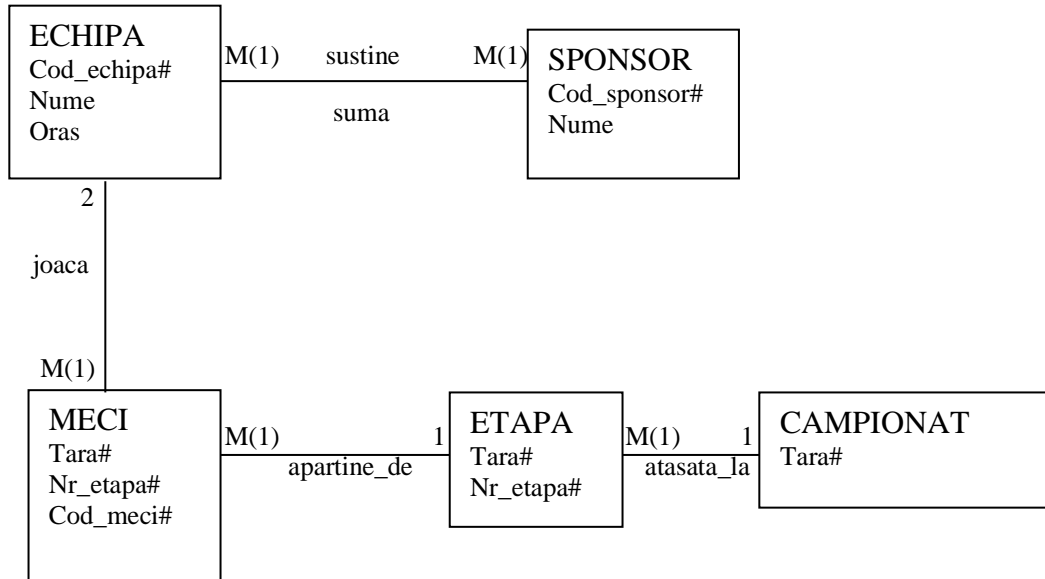 ECHIPA
Cod_echipa#
Nume
Oras
M(1)
sustine
M(1)
suma
SPONSOR
Cod_sponsor#
Nume
2
joaca
M(1)
MECI
Tara#
Nr_etapa#
Cod_meci#
M(1)
1
apartine_de
ETAPA
Tara#
Nr_etapa#
M(1)
1
atasata_la
CAMPIONAT
Tara#